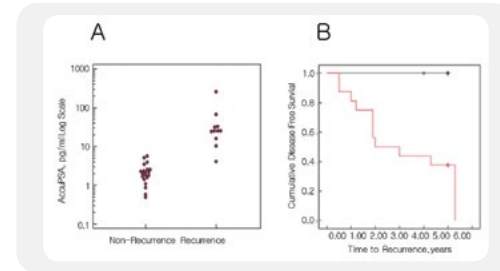 A
B
AccuPSA, pg/ml Log Scale
1000
100
10
1
0.1
Non-Recurrence Recurrence
Cumulative Disease Free Survival
1.0
0.8
0.6
0.4
0.2
0.0
0.00 1.00 2.00 3.00 4.00 5.00 6.00
Time to Recurrence, years